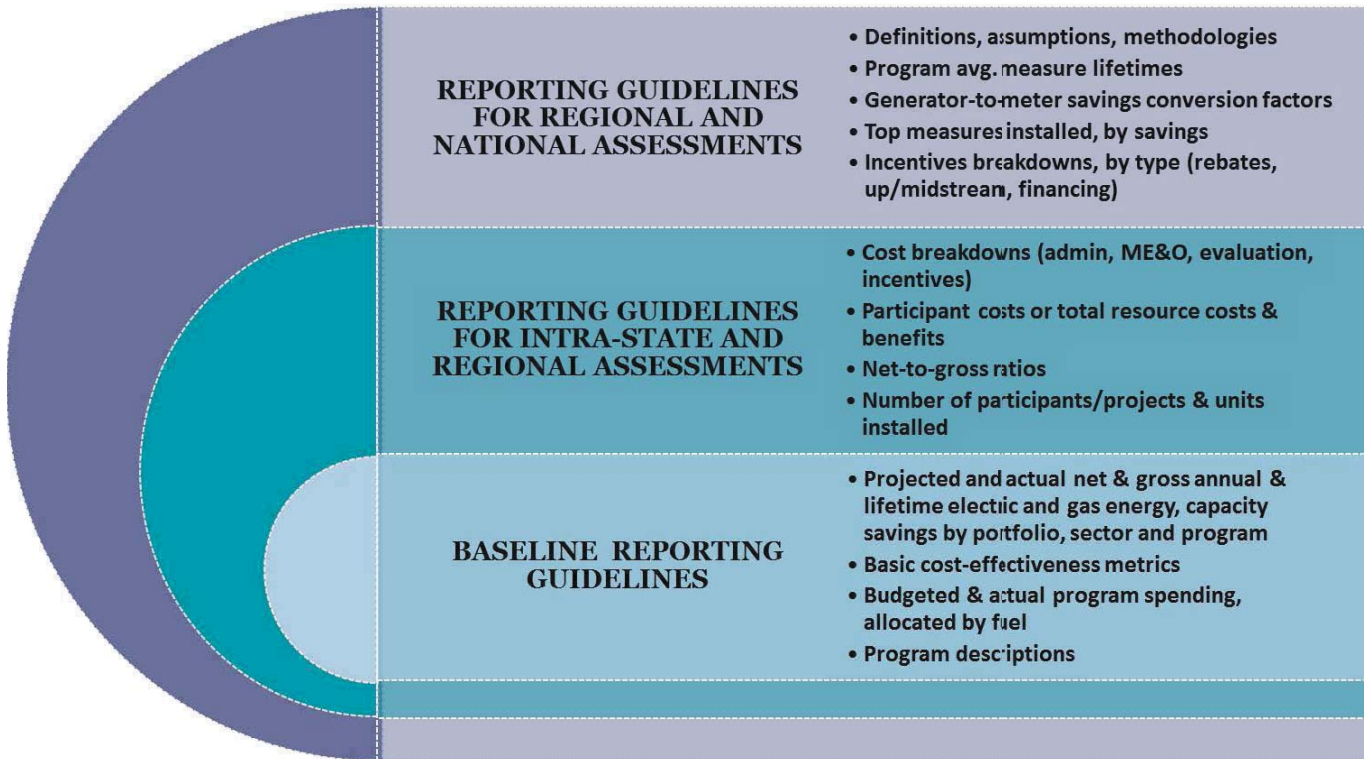 REPORTING GUIDELINES
FOR REGIONAL AND
NATIONAL ASSESSMENTS
• Definitions, assumptions, methodologies
• Program avg. measure lifetimes
• Generator-to-meter savings conversion factors
• Top measures installed, by savings
• Incentives breakdowns, by type (rebates,
up/midstream, financing)
REPORTING GUIDELINES
FOR INTRA-STATE AND
REGIONAL ASSESSMENTS
• Cost breakdowns (admin, ME&O, evaluation,
incentives)
• Participant costs or total resource costs &
benefits
• Net-to-gross ratios
• Number of participants/projects & units
installed
BASELINE REPORTING
GUIDELINES
• Projected and actual net & gross annual &
lifetime electric and gas energy, capacity
savings by portfolio, sector and program
• Basic cost-effectiveness metrics
• Budgeted & actual program spending,
allocated by fuel
• Program descriptions